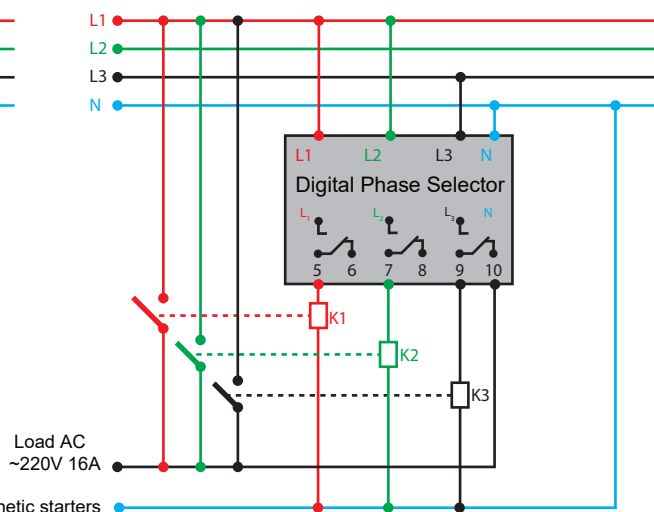 L1
L2
L3
N
L1 L2 L3 N
Digital Phase Selector
L1 L2 L3 N
5 6 7 8 9 10
K1
K2
K3
Load AC
~220V 16A
starters